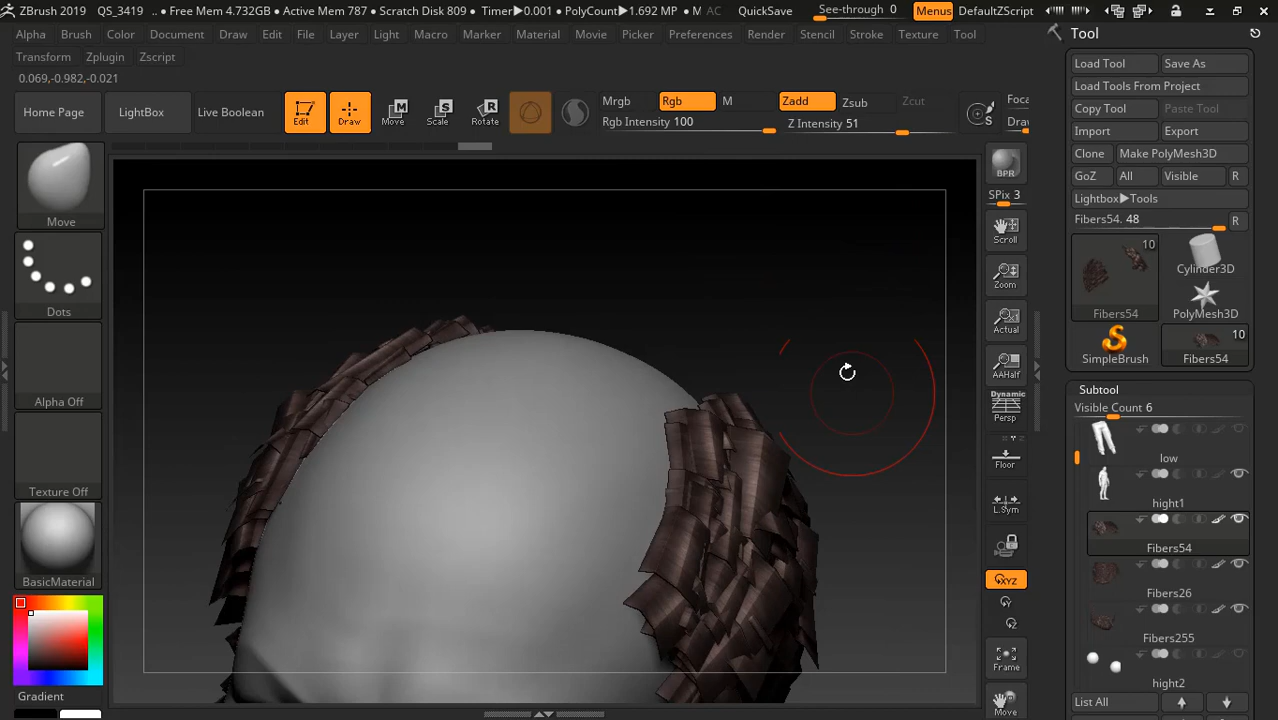 ZBrush 2019 QS_3419 • Free Mem 4.732GB • Active Mem 787 • Scratch Disk 809 • Timer▶0.001 • PolyCount▶1.692 MP • M AC QuickSave See-through 0 Menus DefaultZScript
Alpha Brush Color Document Draw Edit File Layer Light Macro Marker Material Movie Picker Preferences Render Stencil Stroke Texture Tool
Transform Zplugin Zscript
0.069,-0.982,-0.021
Home Page LightBox Live Boolean Edit Draw Move Scale Rotate
Mrgb Rgb M Zadd Zsub Zcut Foca
Rgb Intensity 100 Z Intensity 51 Draw
Move
Dots
Alpha Off
Texture Off
BasicMaterial
Gradient
BPR
SPix 3
Scroll
Zoom
Actual
AAHalf
Dynamic
Persp
Floor
L.Sym
XYZ
Y
Z
Frame
Move
Tool
Load Tool Save As
Load Tools From Project
Copy Tool Paste Tool
Import Export
Clone Make PolyMesh3D
GoZ All Visible R
Lightbox▶Tools
Fibers54. 48 R
10
Cylinder3D
Fibers54 PolyMesh3D
10
SimpleBrush Fibers54
Subtool
Visible Count 6
low
hight1
Fibers54
Fibers26
Fibers255
hight2
List All